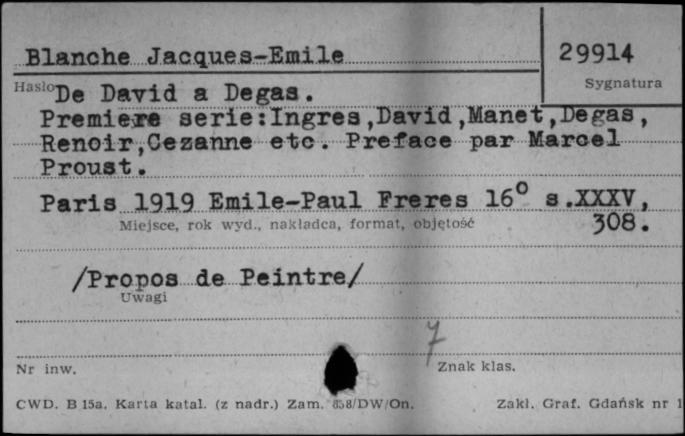 Blanche Jacques-Emile
29914
Hasło
Sygnatura
De David a Degas.
Premiere serie:Ingres,David,Manet,Degas,
Renoir,Cezanne etc. Preface par Marcel
Proust.
Paris 1919 Emile-Paul Freres 16° s.XXXV,
308.
Miejsce, rok wyd., nakładca, format, objętość
/Propos de Peintre/
Uwagi
7
Nr inw.
Znak klas.
CWD. B 15a. Karta katal. (z nadr.) Zam. 858/DW/On.
Zakł. Graf. Gdańsk nr 1